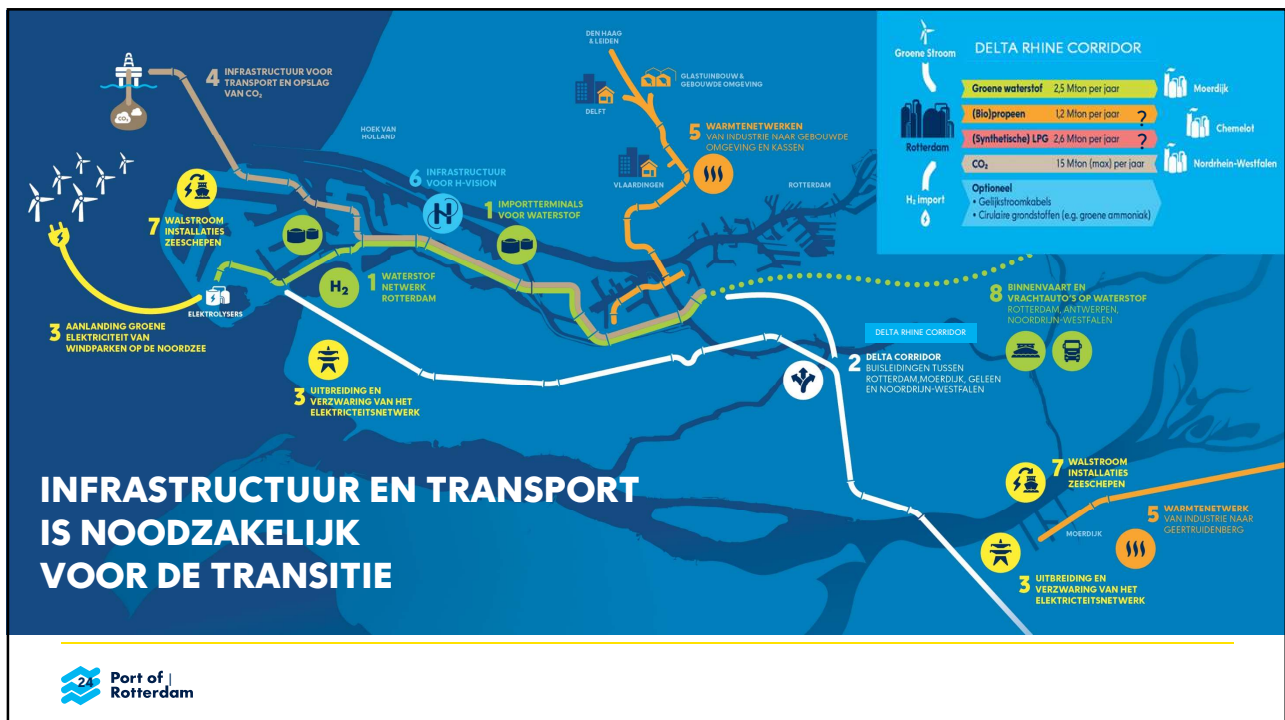 DEN HAAG
& LEIDEN
GLASTUINBOUW &
GEBOUWDE OMGEVING
DELFT
4 INFRASTRUCTUUR VOOR
TRANSPORT EN OPSLAG
VAN CO₂
CO₂
HOEK VAN
HOLLAND
5 WARMTENETWERKEN
VAN INDUSTRIE NAAR GEBOUWDE
OMGEVING EN KASSEN
VLAARDINGEN
ROTTERDAM
6 INFRASTRUCTUUR
VOOR H-VISION
H
1 IMPORTTERMINALS
VOOR WATERSTOF
7 WALSTROOM
INSTALLATIES
ZEESCHEPEN
H₂
1 WATERSTOF
NETWERK
ROTTERDAM
ELEKTROLYSERS
3 AANLANDING GROENE
ELEKTRICITEIT VAN
WINDPARKEN OP DE NOORDZEE
3 UITBREIDING EN
VERZWARING VAN HET
ELEKTRICTEITSNETWERK
Groene Stroom
DELTA RHINE CORRIDOR
Groene waterstof 2,5 Mton per jaar
Moerdijk
(Bio)propeen 1,2 Mton per jaar ?
Chemelot
Rotterdam
(Synthetische) LPG 2,6 Mton per jaar ?
CO₂ 15 Mton (max) per jaar
Nordrhein-Westfalen
H₂ import
Optioneel
• Gelijkstroomkabels
• Cirulaire grondstoffen (e.g. groene ammoniak)
8 BINNENVAART EN
VRACHTAUTO'S OP WATERSTOF
ROTTERDAM, ANTWERPEN,
NOORDRIJN-WESTFALEN
DELTA RHINE CORRIDOR
2 DELTA CORRIDOR
BUISLEIDINGEN TUSSEN
ROTTERDAM,MOERDIJK, GELEEN
EN NOORDRIJN-WESTFALEN
7 WALSTROOM
INSTALLATIES
ZEESCHEPEN
MOERDIJK
5 WARMTENETWERK
VAN INDUSTRIE NAAR
GEERTRUIDENBERG
3 UITBREIDING EN
VERZWARING VAN HET
ELEKTRICTEITSNETWERK
INFRASTRUCTUUR EN TRANSPORT
IS NOODZAKELIJK
VOOR DE TRANSITIE
24
Port of
Rotterdam